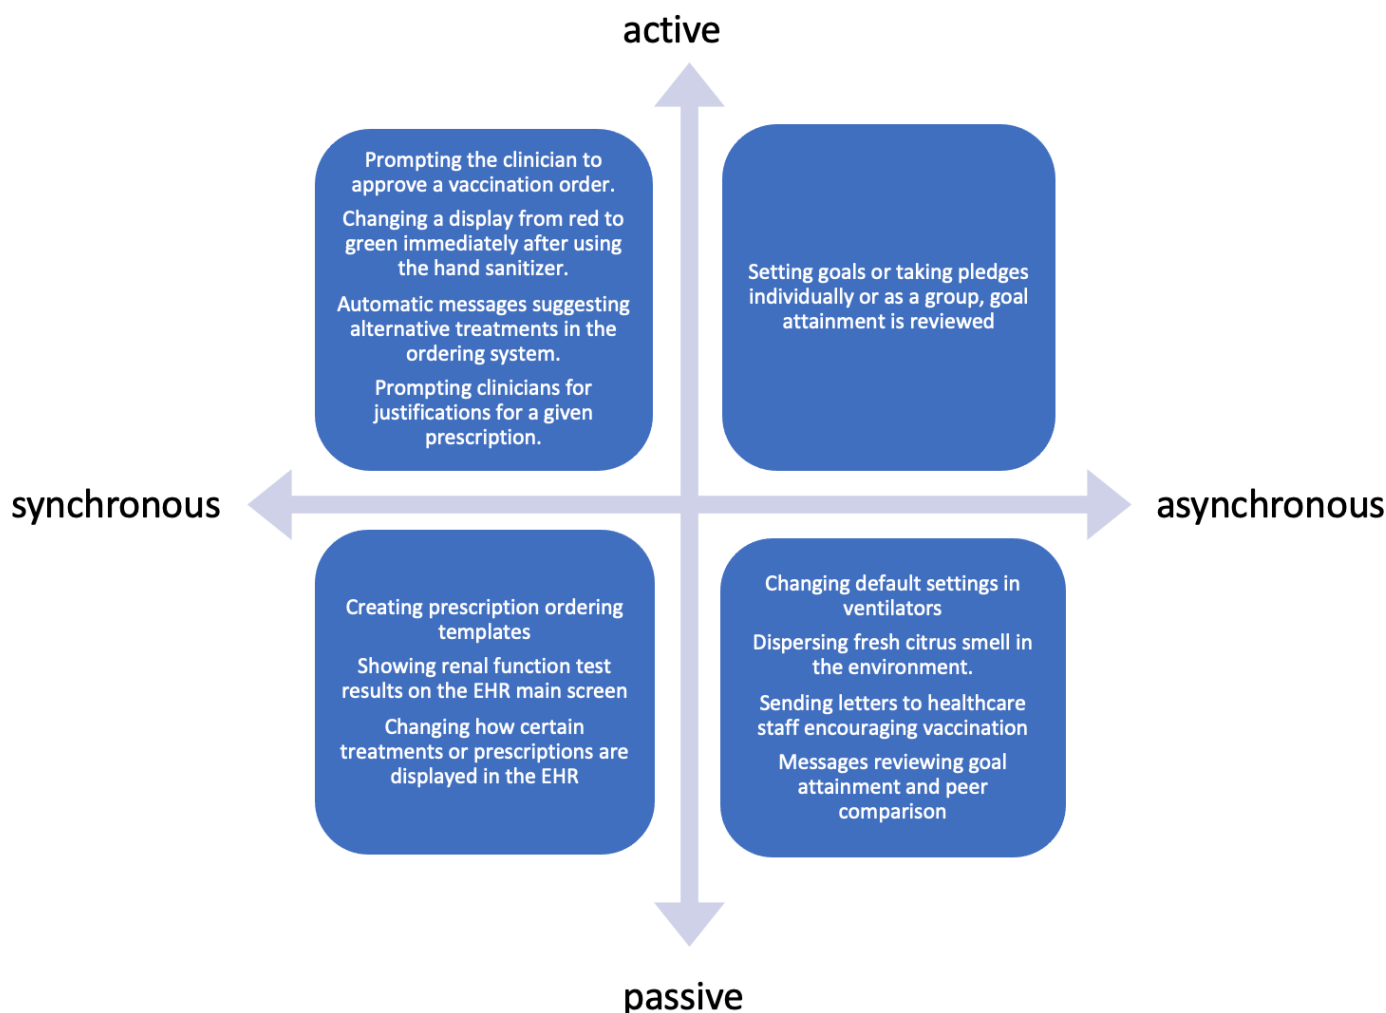 active
Prompting the clinician to
approve a vaccination order.
Changing a display from red to
green immediately after using
the hand sanitizer.
Automatic messages suggesting
alternative treatments in the
ordering system.
Prompting clinicians for
justifications for a given
prescription.
Setting goals or taking pledges
individually or as a group, goal
attainment is reviewed
synchronous
asynchronous
Creating prescription ordering
templates
Showing renal function test
results on the EHR main screen
Changing how certain
treatments or prescriptions are
displayed in the EHR
Changing default settings in
ventilators
Dispersing fresh citrus smell in
the environment.
Sending letters to healthcare
staff encouraging vaccination
Messages reviewing goal
attainment and peer
comparison
passive